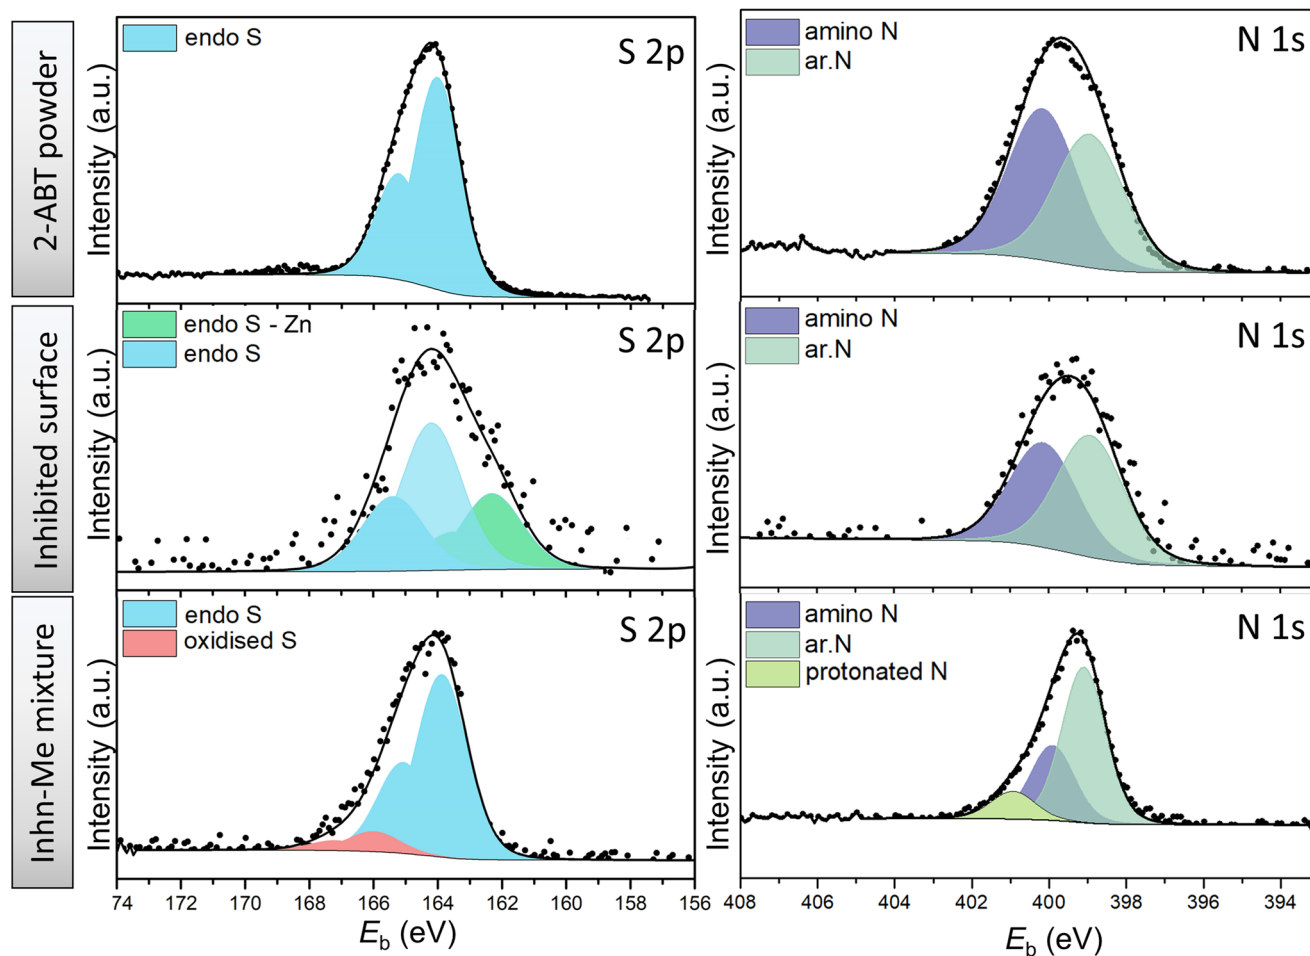 2-ABT powder
Intensity (a.u.)
endo S
S 2p
Intensity (a.u.)
amino N
ar.N
N 1s
Inhibited surface
Intensity (a.u.)
endo S - Zn
endo S
S 2p
Intensity (a.u.)
amino N
ar.N
N 1s
Inhn-Me mixture
Intensity (a.u.)
endo S
oxidised S
S 2p
Intensity (a.u.)
amino N
ar.N
protonated N
N 1s
74 172 170 168 166 164 162 160 158 156
408 406 404 402 400 398 396 394
Eb (eV)
Eb (eV)